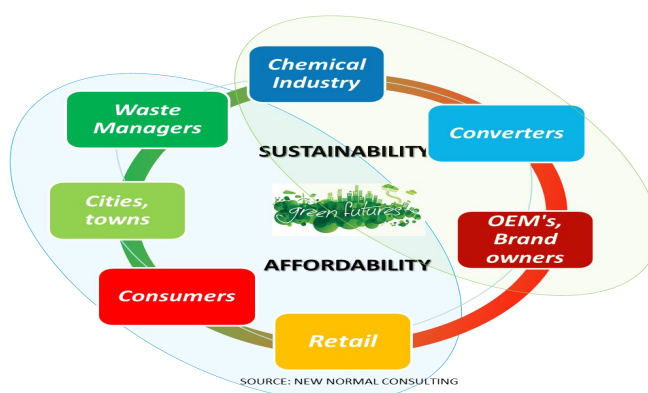 Chemical
Industry
Waste
Managers
Converters
SUSTAINABILITY
Cities,
towns
green futures
OEM's,
Brand
owners
AFFORDABILITY
Consumers
Retail
SOURCE: NEW NORMAL CONSULTING